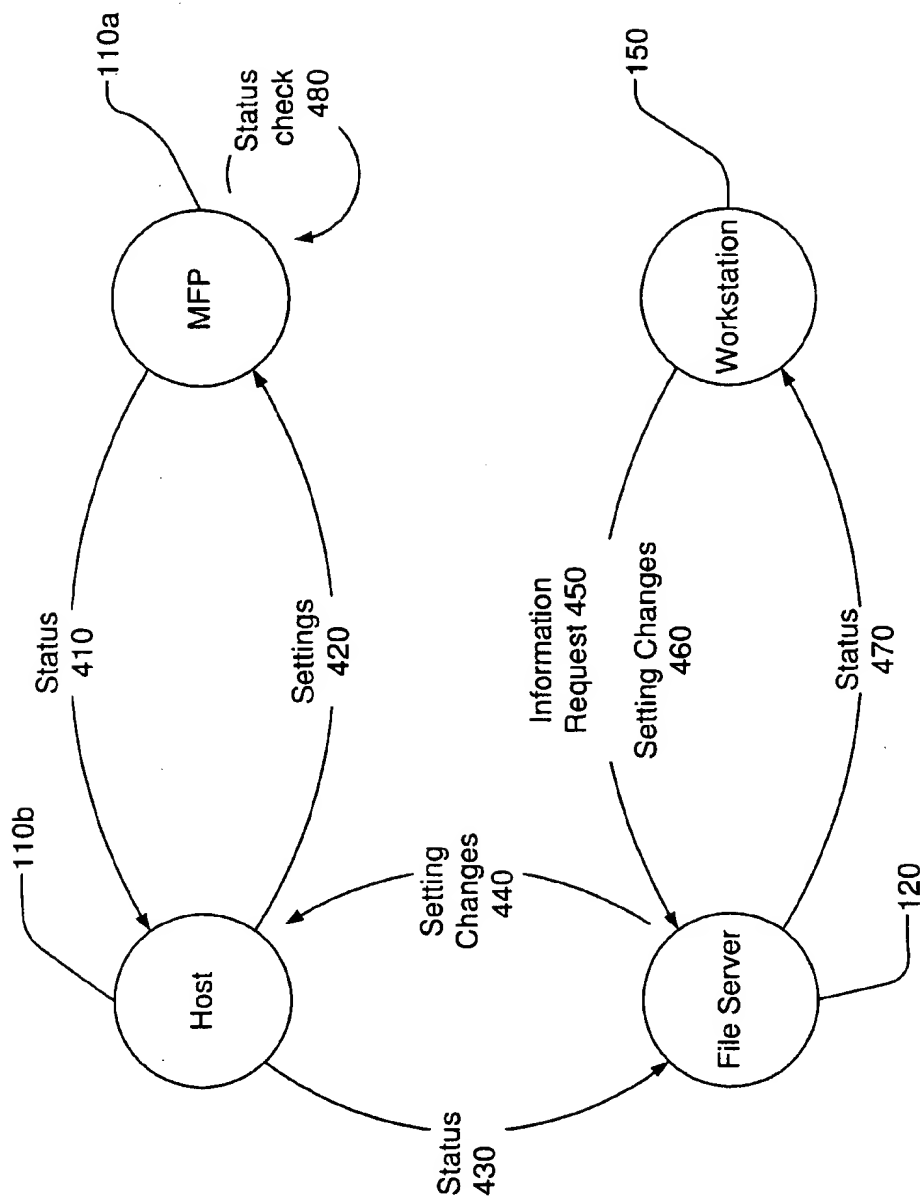 110b
Status
410
110a
Host
MFP
Status
check
480
Settings
420
Status
430
Setting
Changes
440
Information
Request 450
Setting Changes
460
150
File Server
Workstation
Status
470
120